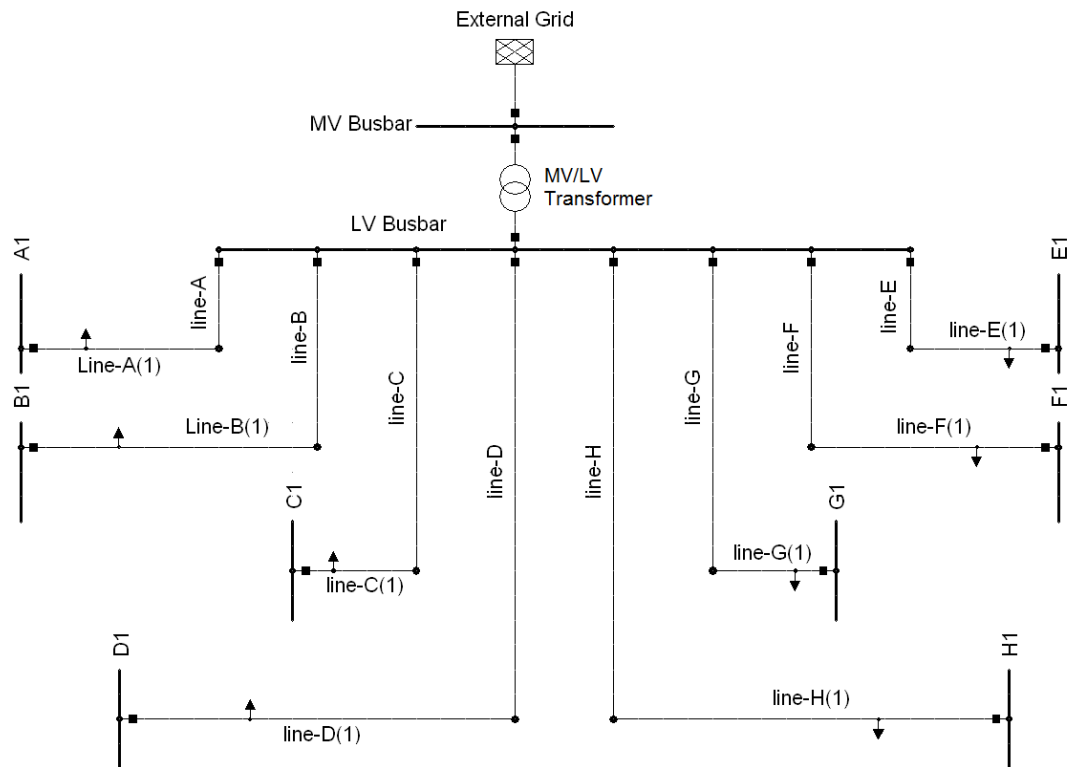 External Grid
MV Busbar
MV/LV
Transformer
LV Busbar
A1
line-A
line-B
line-C
line-D
line-H
line-G
line-F
line-E
E1
Line-A(1)
line-E(1)
B1
F1
Line-B(1)
line-F(1)
C1
G1
line-C(1)
line-G(1)
D1
H1
line-D(1)
line-H(1)